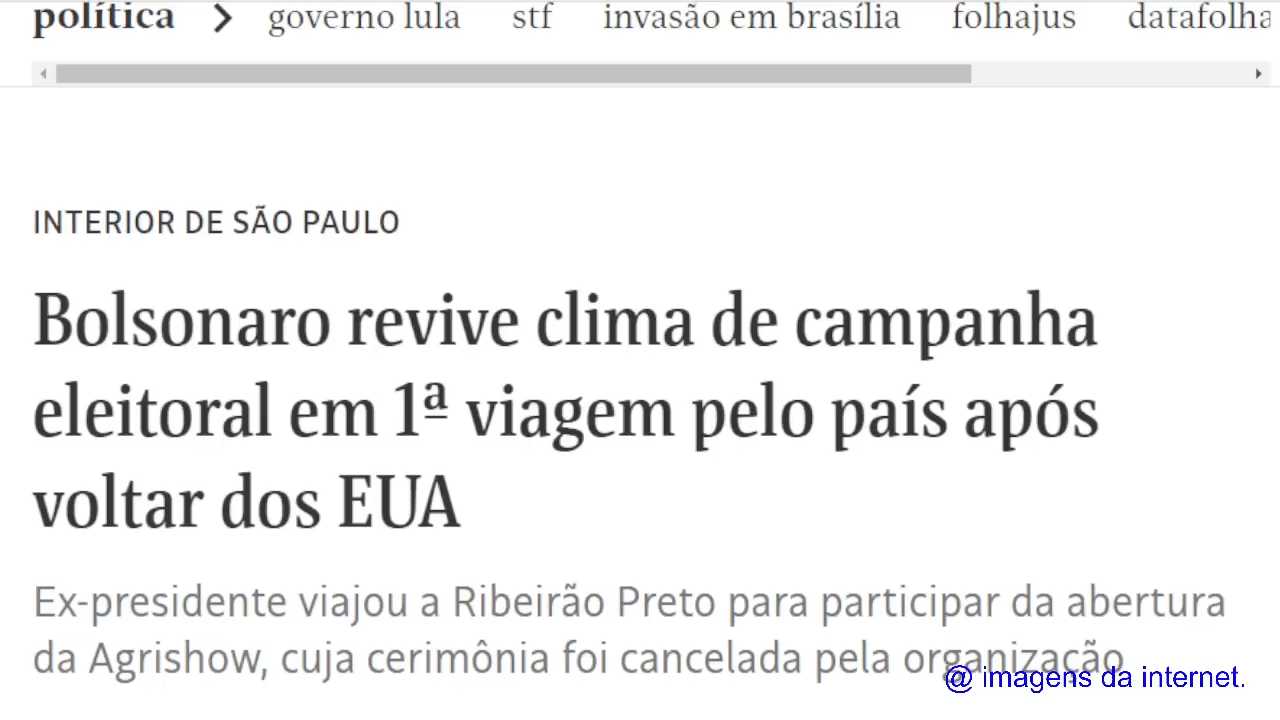 política > governo lula stf invasão em brasília folhajus datafolha
INTERIOR DE SÃO PAULO
Bolsonaro revive clima de campanha
eleitoral em 1ª viagem pelo país após
voltar dos EUA
Ex-presidente viajou a Ribeirão Preto para participar da abertura
da Agrishow, cuja cerimônia foi cancelada pela organização
@ imagens da internet.